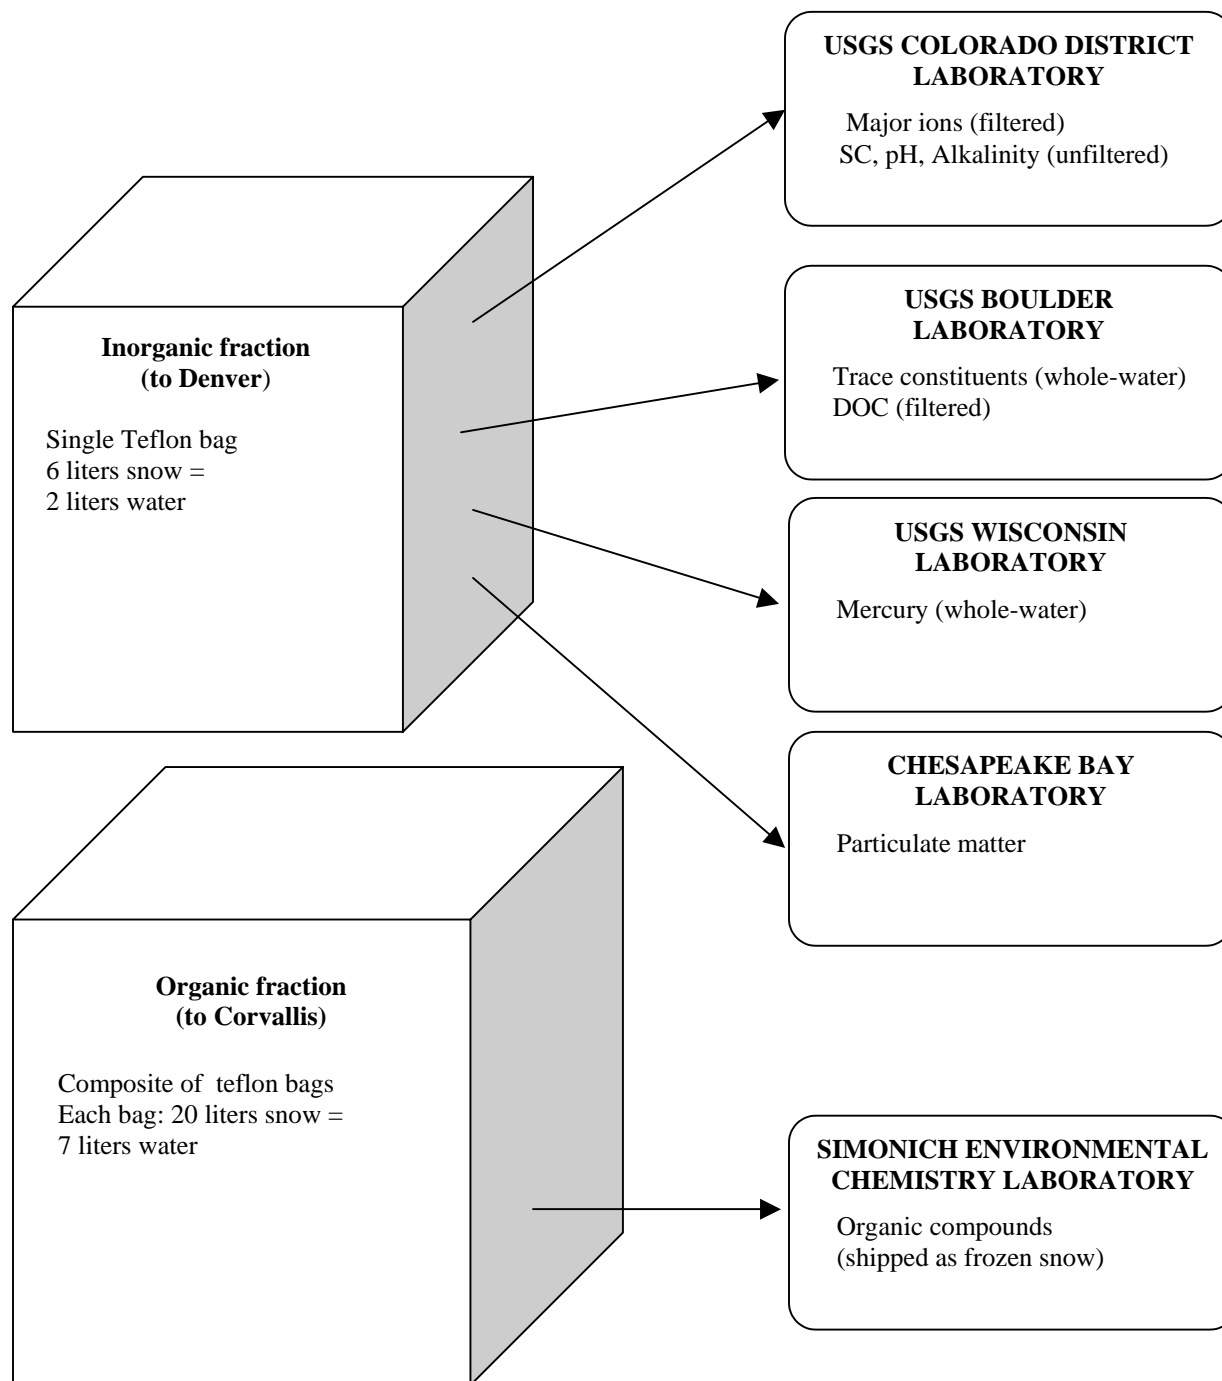 Inorganic fraction
(to Denver)
Single Teflon bag
6 liters snow =
2 liters water
USGS COLORADO DISTRICT
LABORATORY
Major ions (filtered)
SC, pH, Alkalinity (unfiltered)
USGS BOULDER
LABORATORY
Trace constituents (whole-water)
DOC (filtered)
USGS WISCONSIN
LABORATORY
Mercury (whole-water)
CHESAPEAKE BAY
LABORATORY
Particulate matter
Organic fraction
(to Corvallis)
Composite of teflon bags
Each bag: 20 liters snow =
7 liters water
SIMONICH ENVIRONMENTAL
CHEMISTRY LABORATORY
Organic compounds
(shipped as frozen snow)